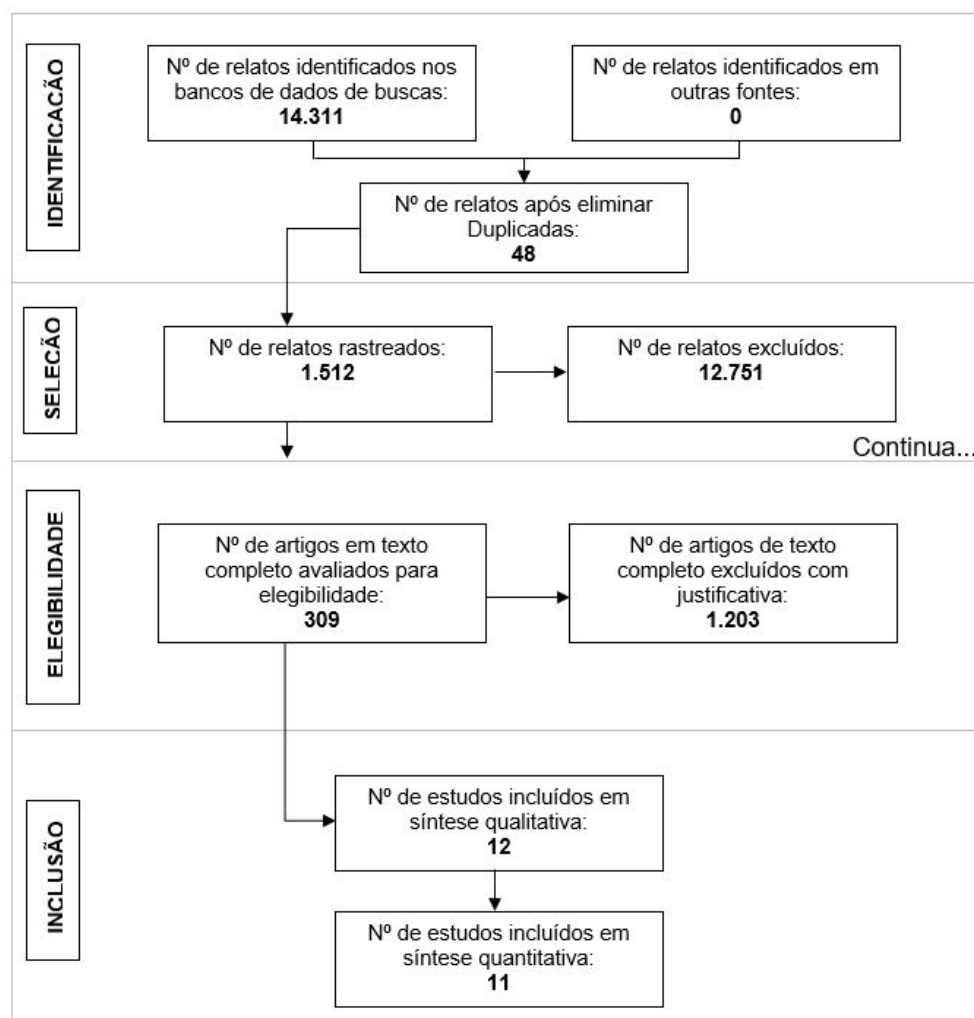 IDENTIFICACÃO
Nº de relatos identificados nos
bancos de dados de buscas:
14.311
Nº de relatos identificados em
outras fontes:
0
Nº de relatos após eliminar
Duplicadas:
48
SELECÃO
Nº de relatos rastreados:
1.512
Nº de relatos excluídos:
12.751
Continua...
ELEGIBILIDADE
Nº de artigos em texto
completo avaliados para
elegibilidade:
309
Nº de artigos de texto
completo excluídos com
justificativa:
1.203
INCLUSÃO
Nº de estudos incluídos em
síntese qualitativa:
12
Nº de estudos incluídos em
síntese quantitativa:
11